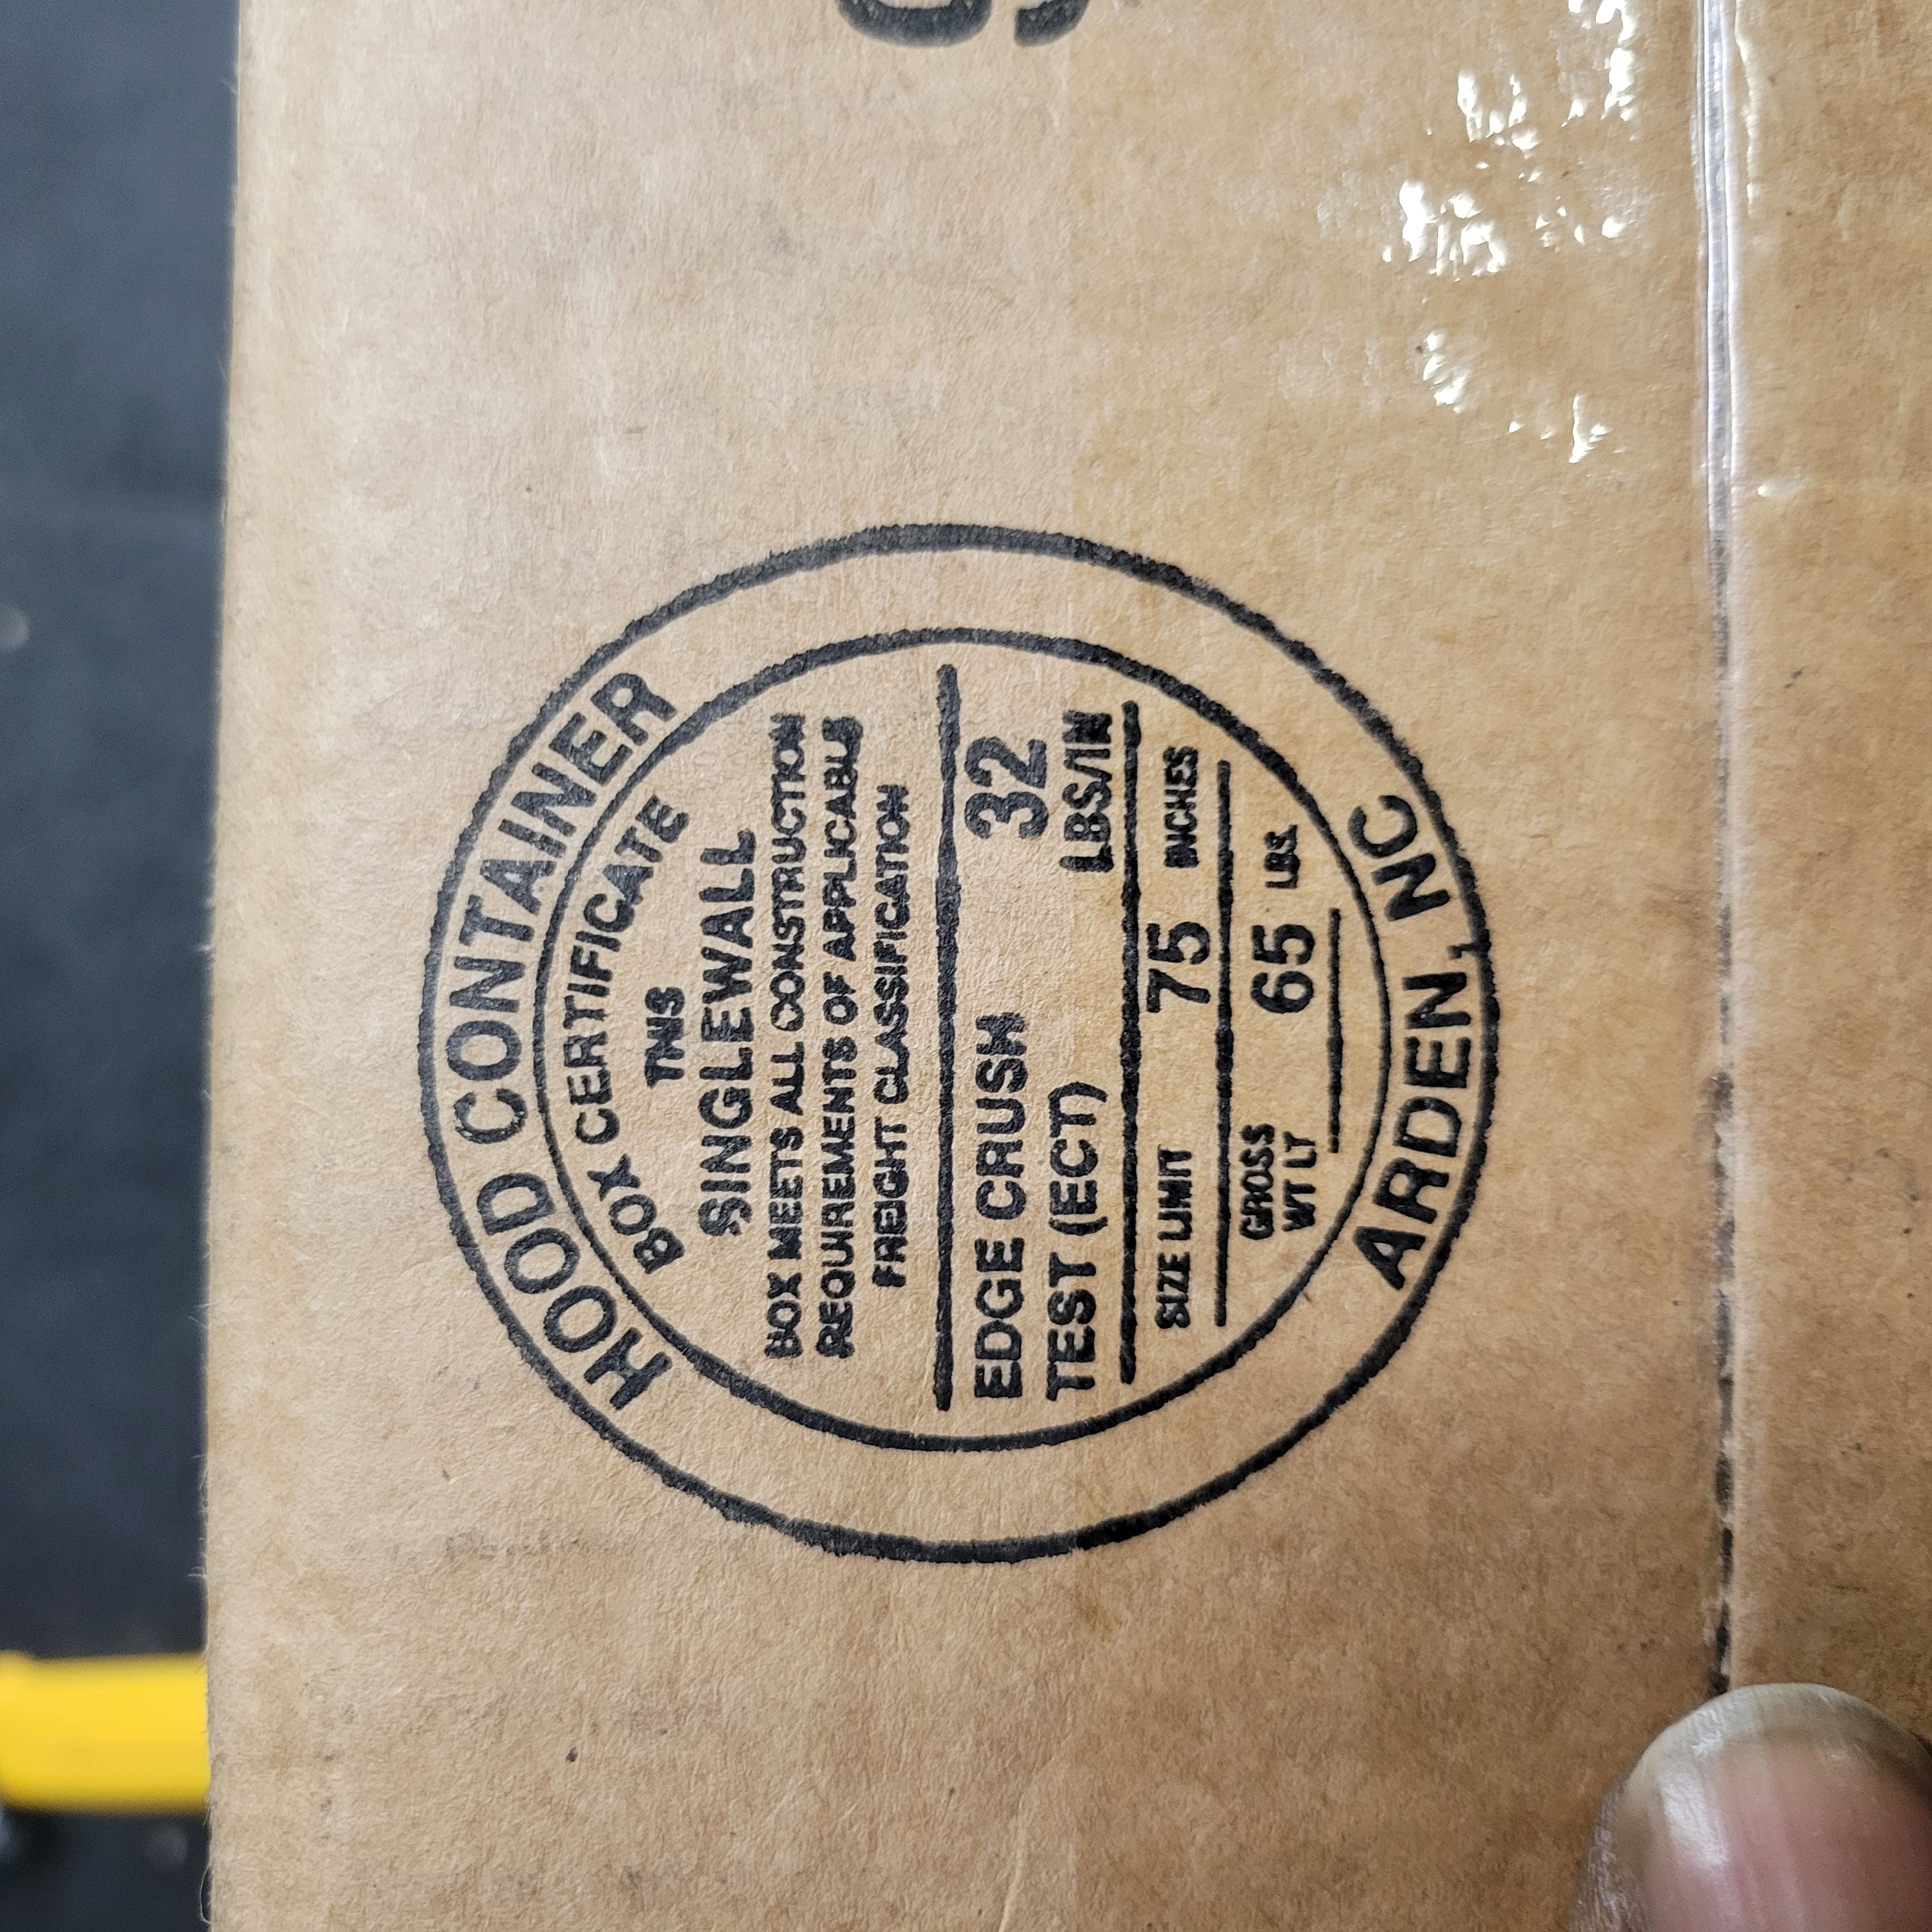 HOOD CONTAINER
BOX CERTIFICATE
THIS
SINGLEWALL
BOX MEETS ALL CONSTRUCTION
REQUIREMENTS OF APPLICABLE
FREIGHT CLASSIFICATION
EDGE CRUSH
TEST (ECT)
32
LBS/IN
SIZE LIMIT 75 INCHES
GROSS
WT LT
65 LBS.
ARDEN, NC